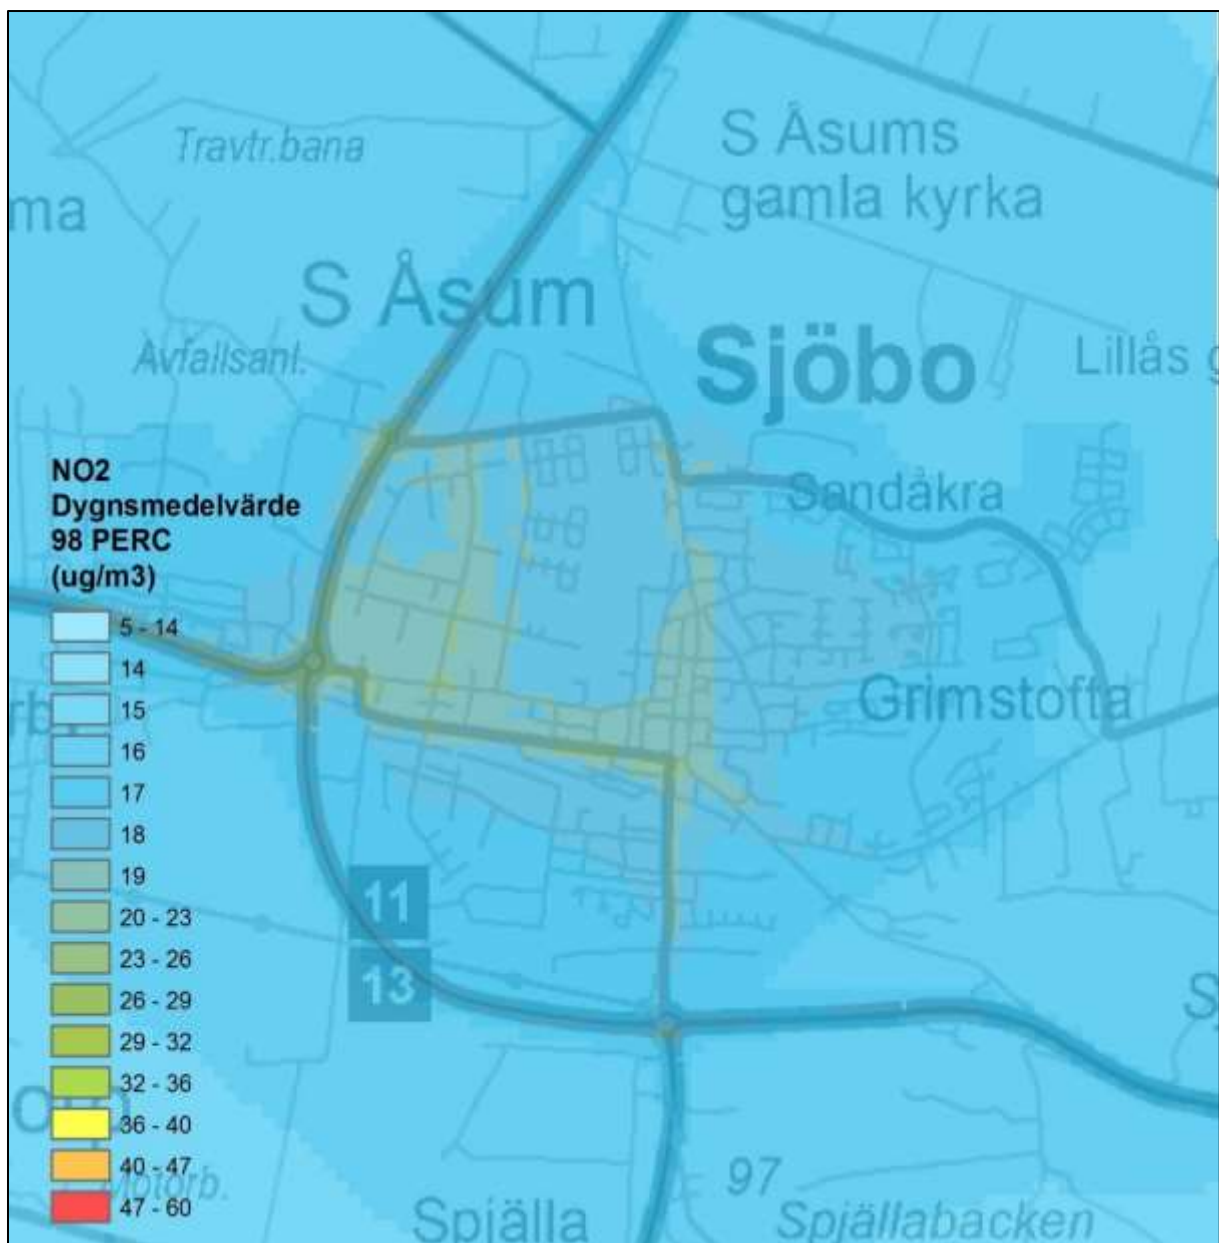 Travtr.bana
S Åsums
gamla kyrka
ma
S Åsum
Sjöbo
Avfallsanl.
Lillås g
NO2
Dygnsmedelvärde
98 PERC
(ug/m3)
Sandåkra
5 - 14
14
15
16
17
18
19
20 - 23
23 - 26
26 - 29
29 - 32
32 - 36
36 - 40
40 - 47
47 - 60
Grimstoffa
11
13
97
Motorb.
Spjälla
Spjällabacken